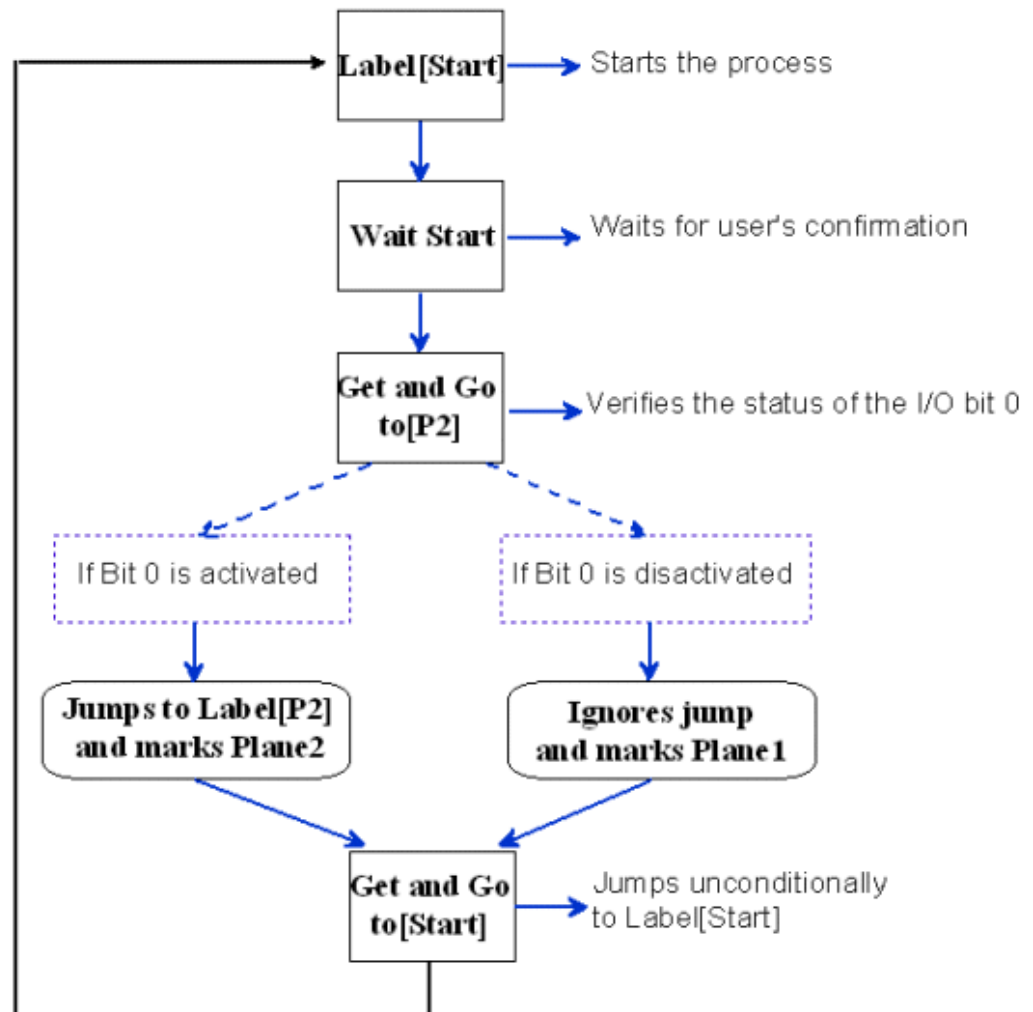 Label[Start]
Starts the process
Wait Start
Waits for user's confirmation
Get and Go
to[P2]
Verifies the status of the I/O bit 0
If Bit 0 is activated
If Bit 0 is disactivated
Jumps to Label[P2]
and marks Plane2
Ignores jump
and marks Plane1
Get and Go
to[Start]
Jumps unconditionally
to Label[Start]